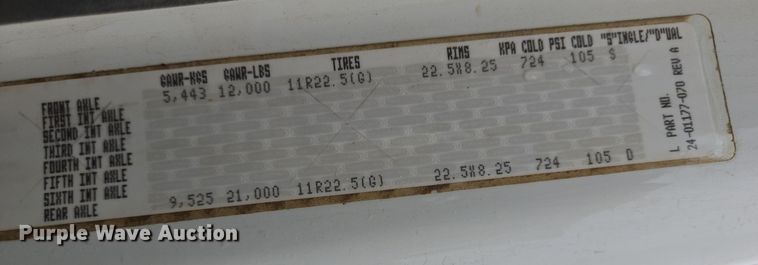 GAWR-KGS GAWR-LBS TIRES RIMS KPA COLD PSI COLD "S"INGLE/"D"UAL
FRONT AXLE 5,443 12,000 11R22.5(G) 22.5X8.25 724 105 S
FIRST INT AXLE
SECOND INT AXLE
THIRD INT AXLE
FOURTH INT AXLE
FIFTH INT AXLE
SIXTH INT AXLE
REAR AXLE 9,525 21,000 11R22.5(G) 22.5X8.25 724 105 D
L PART NO.
24-01177-070 REV A
Purple Wave Auction